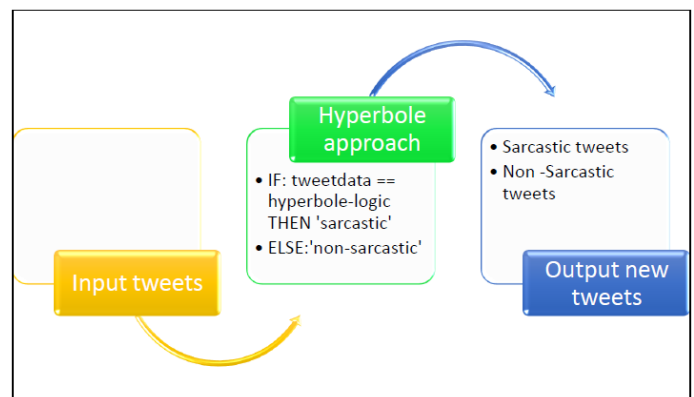 Input tweets
Hyperbole
approach
• IF: tweetdata ==
hyperbole-logic
THEN 'sarcastic'
• ELSE:'non-sarcastic'
• Sarcastic tweets
• Non -Sarcastic
tweets
Output new
tweets